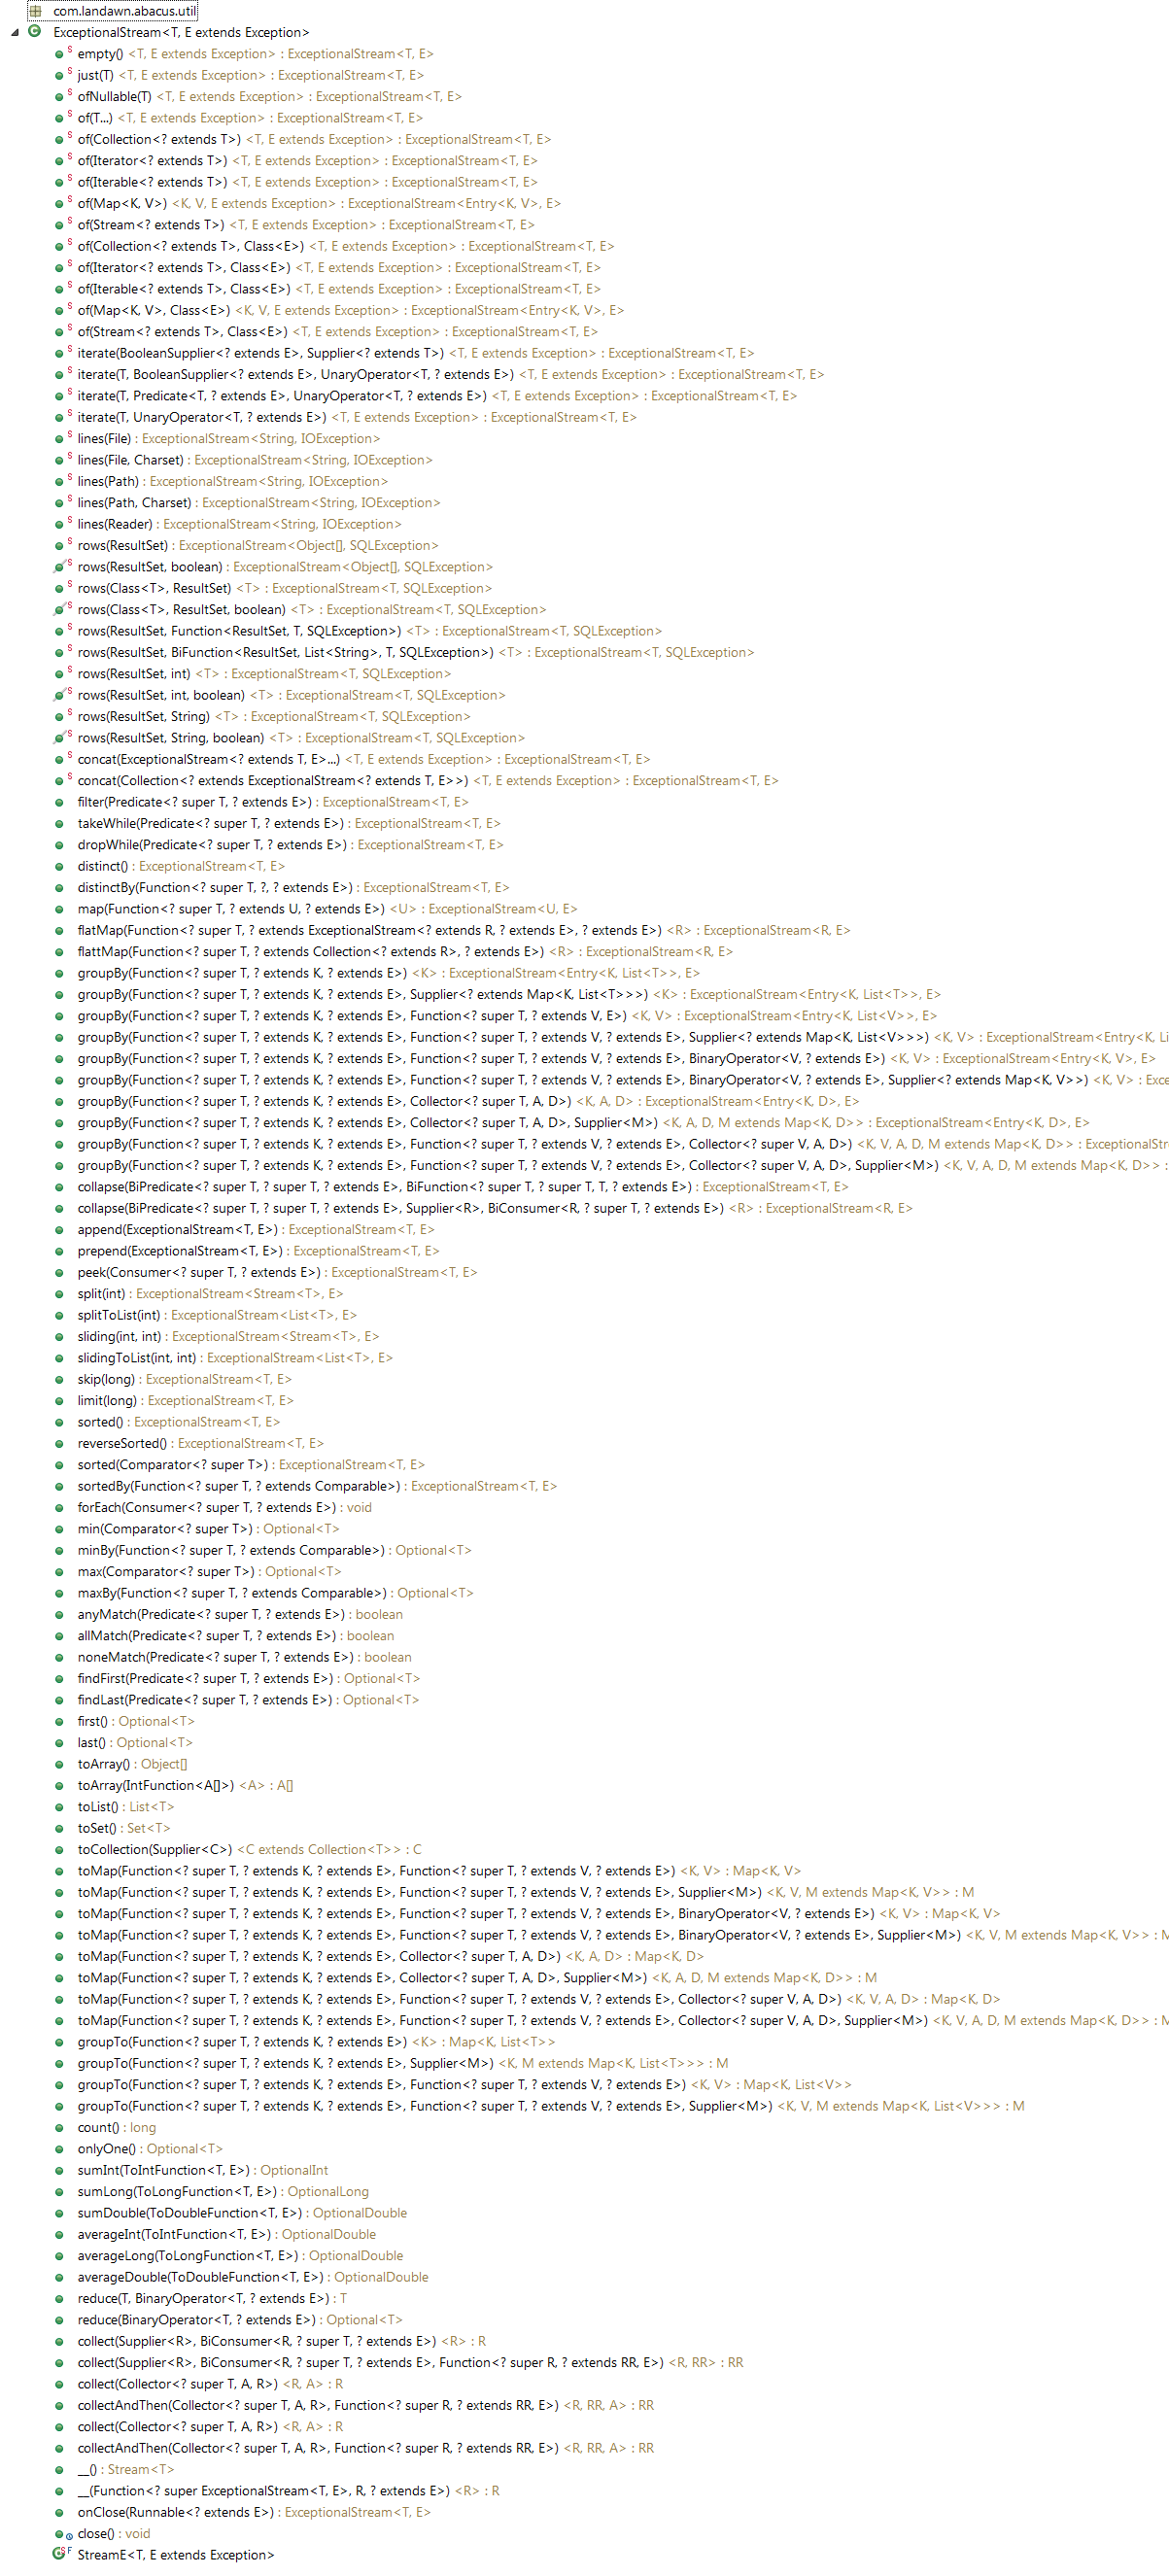 com.landawn.abacus.util
ExceptionalStream<T, E extends Exception>
empty() <T, E extends Exception> : ExceptionalStream<T, E>
just(T) <T, E extends Exception> : ExceptionalStream<T, E>
ofNullable(T) <T, E extends Exception> : ExceptionalStream<T, E>
of(T...) <T, E extends Exception> : ExceptionalStream<T, E>
of(Collection<? extends T>) <T, E extends Exception> : ExceptionalStream<T, E>
of(Iterator<? extends T>) <T, E extends Exception> : ExceptionalStream<T, E>
of(Iterable<? extends T>) <T, E extends Exception> : ExceptionalStream<T, E>
of(Map<K, V>) <K, V, E extends Exception> : ExceptionalStream<Entry<K, V>, E>
of(Stream<? extends T>) <T, E extends Exception> : ExceptionalStream<T, E>
of(Collection<? extends T>, Class<E>) <T, E extends Exception> : ExceptionalStream<T, E>
of(Iterator<? extends T>, Class<E>) <T, E extends Exception> : ExceptionalStream<T, E>
of(Iterable<? extends T>, Class<E>) <T, E extends Exception> : ExceptionalStream<T, E>
of(Map<K, V>, Class<E>) <K, V, E extends Exception> : ExceptionalStream<Entry<K, V>, E>
of(Stream<? extends T>, Class<E>) <T, E extends Exception> : ExceptionalStream<T, E>
iterate(BooleanSupplier<? extends E>, Supplier<? extends T>) <T, E extends Exception> : ExceptionalStream<T, E>
iterate(T, BooleanSupplier<? extends E>, UnaryOperator<T, ? extends E>) <T, E extends Exception> : ExceptionalStream<T, E>
iterate(T, Predicate<T, ? extends E>, UnaryOperator<T, ? extends E>) <T, E extends Exception> : ExceptionalStream<T, E>
iterate(T, UnaryOperator<T, ? extends E>) <T, E extends Exception> : ExceptionalStream<T, E>
lines(File) : ExceptionalStream<String, IOException>
lines(File, Charset) : ExceptionalStream<String, IOException>
lines(Path) : ExceptionalStream<String, IOException>
lines(Path, Charset) : ExceptionalStream<String, IOException>
lines(Reader) : ExceptionalStream<String, IOException>
rows(ResultSet) : ExceptionalStream<Object[], SQLException>
rows(ResultSet, boolean) : ExceptionalStream<Object[], SQLException>
rows(Class<T>, ResultSet) <T> : ExceptionalStream<T, SQLException>
rows(Class<T>, ResultSet, boolean) <T> : ExceptionalStream<T, SQLException>
rows(ResultSet, Function<ResultSet, T, SQLException>) <T> : ExceptionalStream<T, SQLException>
rows(ResultSet, BiFunction<ResultSet, List<String>, T, SQLException>) <T> : ExceptionalStream<T, SQLException>
rows(ResultSet, int) <T> : ExceptionalStream<T, SQLException>
rows(ResultSet, int, boolean) <T> : ExceptionalStream<T, SQLException>
rows(ResultSet, String) <T> : ExceptionalStream<T, SQLException>
rows(ResultSet, String, boolean) <T> : ExceptionalStream<T, SQLException>
concat(ExceptionalStream<? extends T, E>...) <T, E extends Exception> : ExceptionalStream<T, E>
concat(Collection<? extends ExceptionalStream<? extends T, E>>) <T, E extends Exception> : ExceptionalStream<T, E>
filter(Predicate<? super T, ? extends E>) : ExceptionalStream<T, E>
takeWhile(Predicate<? super T, ? extends E>) : ExceptionalStream<T, E>
dropWhile(Predicate<? super T, ? extends E>) : ExceptionalStream<T, E>
distinct() : ExceptionalStream<T, E>
distinctBy(Function<? super T, ?, ? extends E>) : ExceptionalStream<T, E>
map(Function<? super T, ? extends U, ? extends E>) <U> : ExceptionalStream<U, E>
flatMap(Function<? super T, ? extends ExceptionalStream<? extends R, ? extends E>, ? extends E>) <R> : ExceptionalStream<R, E>
flattMap(Function<? super T, ? extends Collection<? extends R>, ? extends E>) <R> : ExceptionalStream<R, E>
groupBy(Function<? super T, ? extends K, ? extends E>) <K> : ExceptionalStream<Entry<K, List<T>>, E>
groupBy(Function<? super T, ? extends K, ? extends E>, Supplier<? extends Map<K, List<T>>>) <K> : ExceptionalStream<Entry<K, List<T>>, E>
groupBy(Function<? super T, ? extends K, ? extends E>, Function<? super T, ? extends V, E>) <K, V> : ExceptionalStream<Entry<K, List<V>>, E>
groupBy(Function<? super T, ? extends K, ? extends E>, Function<? super T, ? extends V, ? extends E>, Supplier<? extends Map<K, List<V>>>) <K, V> : ExceptionalStream<Entry<K, Li
groupBy(Function<? super T, ? extends K, ? extends E>, Function<? super T, ? extends V, ? extends E>, BinaryOperator<V, ? extends E>) <K, V> : ExceptionalStream<Entry<K, V>, E>
groupBy(Function<? super T, ? extends K, ? extends E>, Function<? super T, ? extends V, ? extends E>, BinaryOperator<V, ? extends E>, Supplier<? extends Map<K, V>>) <K, V> : Exce
groupBy(Function<? super T, ? extends K, ? extends E>, Collector<? super T, A, D>) <K, A, D> : ExceptionalStream<Entry<K, D>, E>
groupBy(Function<? super T, ? extends K, ? extends E>, Collector<? super T, A, D>, Supplier<M>) <K, A, D, M extends Map<K, D>> : ExceptionalStream<Entry<K, D>, E>
groupBy(Function<? super T, ? extends K, ? extends E>, Function<? super T, ? extends V, ? extends E>, Collector<? super V, A, D>) <K, V, A, D, M extends Map<K, D>> : ExceptionalStre
groupBy(Function<? super T, ? extends K, ? extends E>, Function<? super T, ? extends V, ? extends E>, Collector<? super V, A, D>, Supplier<M>) <K, V, A, D, M extends Map<K, D>> :
collapse(BiPredicate<? super T, ? super T, ? extends E>, BiFunction<? super T, ? super T, T, ? extends E>) : ExceptionalStream<T, E>
collapse(BiPredicate<? super T, ? super T, ? extends E>, Supplier<R>, BiConsumer<R, ? super T, ? extends E>) <R> : ExceptionalStream<R, E>
append(ExceptionalStream<T, E>) : ExceptionalStream<T, E>
prepend(ExceptionalStream<T, E>) : ExceptionalStream<T, E>
peek(Consumer<? super T, ? extends E>) : ExceptionalStream<T, E>
split(int) : ExceptionalStream<Stream<T>, E>
splitToList(int) : ExceptionalStream<List<T>, E>
sliding(int, int) : ExceptionalStream<Stream<T>, E>
slidingToList(int, int) : ExceptionalStream<List<T>, E>
skip(long) : ExceptionalStream<T, E>
limit(long) : ExceptionalStream<T, E>
sorted() : ExceptionalStream<T, E>
reverseSorted() : ExceptionalStream<T, E>
sorted(Comparator<? super T>) : ExceptionalStream<T, E>
sortedBy(Function<? super T, ? extends Comparable>) : ExceptionalStream<T, E>
forEach(Consumer<? super T, ? extends E>) : void
min(Comparator<? super T>) : Optional<T>
minBy(Function<? super T, ? extends Comparable>) : Optional<T>
max(Comparator<? super T>) : Optional<T>
maxBy(Function<? super T, ? extends Comparable>) : Optional<T>
anyMatch(Predicate<? super T, ? extends E>) : boolean
allMatch(Predicate<? super T, ? extends E>) : boolean
noneMatch(Predicate<? super T, ? extends E>) : boolean
findFirst(Predicate<? super T, ? extends E>) : Optional<T>
findLast(Predicate<? super T, ? extends E>) : Optional<T>
first() : Optional<T>
last() : Optional<T>
toArray() : Object[]
toArray(IntFunction<A[]>) <A> : A[]
toList() : List<T>
toSet() : Set<T>
toCollection(Supplier<C>) <C extends Collection<T>> : C
toMap(Function<? super T, ? extends K, ? extends E>, Function<? super T, ? extends V, ? extends E>) <K, V> : Map<K, V>
toMap(Function<? super T, ? extends K, ? extends E>, Function<? super T, ? extends V, ? extends E>, Supplier<M>) <K, V, M extends Map<K, V>> : M
toMap(Function<? super T, ? extends K, ? extends E>, Function<? super T, ? extends V, ? extends E>, BinaryOperator<V, ? extends E>) <K, V> : Map<K, V>
toMap(Function<? super T, ? extends K, ? extends E>, Function<? super T, ? extends V, ? extends E>, BinaryOperator<V, ? extends E>, Supplier<M>) <K, V, M extends Map<K, V>> : M
toMap(Function<? super T, ? extends K, ? extends E>, Collector<? super T, A, D>) <K, A, D> : Map<K, D>
toMap(Function<? super T, ? extends K, ? extends E>, Collector<? super T, A, D>, Supplier<M>) <K, A, D, M extends Map<K, D>> : M
toMap(Function<? super T, ? extends K, ? extends E>, Function<? super T, ? extends V, ? extends E>, Collector<? super V, A, D>) <K, V, A, D> : Map<K, D>
toMap(Function<? super T, ? extends K, ? extends E>, Function<? super T, ? extends V, ? extends E>, Collector<? super V, A, D>, Supplier<M>) <K, V, A, D, M extends Map<K, D>> : M
groupTo(Function<? super T, ? extends K, ? extends E>) <K> : Map<K, List<T>>
groupTo(Function<? super T, ? extends K, ? extends E>, Supplier<M>) <K, M extends Map<K, List<T>>> : M
groupTo(Function<? super T, ? extends K, ? extends E>, Function<? super T, ? extends V, ? extends E>) <K, V> : Map<K, List<V>>
groupTo(Function<? super T, ? extends K, ? extends E>, Function<? super T, ? extends V, ? extends E>, Supplier<M>) <K, V, M extends Map<K, List<V>>> : M
count() : long
onlyOne() : Optional<T>
sumInt(ToIntFunction<T, E>) : OptionalInt
sumLong(ToLongFunction<T, E>) : OptionalLong
sumDouble(ToDoubleFunction<T, E>) : OptionalDouble
averageInt(ToIntFunction<T, E>) : OptionalDouble
averageLong(ToLongFunction<T, E>) : OptionalDouble
averageDouble(ToDoubleFunction<T, E>) : OptionalDouble
reduce(T, BinaryOperator<T, ? extends E>) : T
reduce(BinaryOperator<T, ? extends E>) : Optional<T>
collect(Supplier<R>, BiConsumer<R, ? super T, ? extends E>) <R> : R
collect(Supplier<R>, BiConsumer<R, ? super T, ? extends E>, Function<? super R, ? extends RR, E>) <R, RR> : RR
collect(Collector<? super T, A, R>) <R, A> : R
collectAndThen(Collector<? super T, A, R>, Function<? super R, ? extends RR, E>) <R, RR, A> : RR
collect(Collector<? super T, A, R>) <R, A> : R
collectAndThen(Collector<? super T, A, R>, Function<? super R, ? extends RR, E>) <R, RR, A> : RR
__() : Stream<T>
__(Function<? super ExceptionalStream<T, E>, R, ? extends E>) <R> : R
onClose(Runnable<? extends E>) : ExceptionalStream<T, E>
close() : void
StreamE<T, E extends Exception>